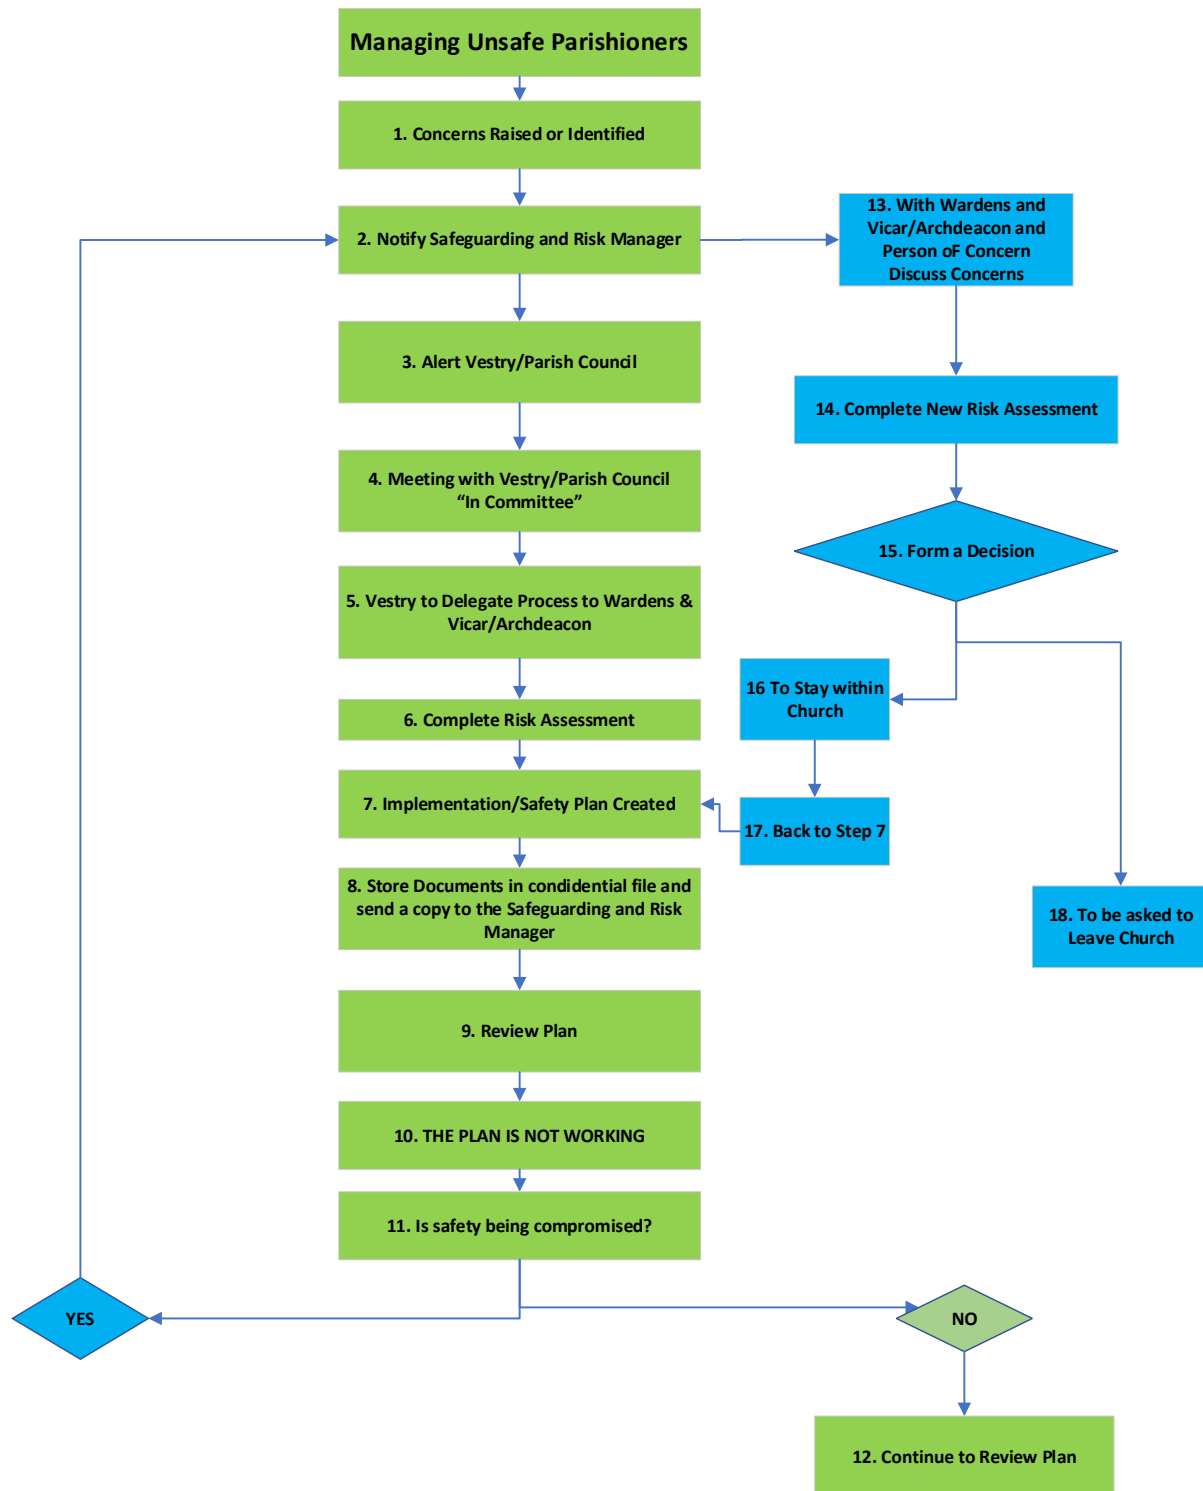 Managing Unsafe Parishioners
1. Concerns Raised or Identified
2. Notify Safeguarding and Risk Manager
3. Alert Vestry/Parish Council
4. Meeting with Vestry/Parish Council
“In Committee”
5. Vestry to Delegate Process to Wardens &
Vicar/Archdeacon
6. Complete Risk Assessment
7. Implementation/Safety Plan Created
8. Store Documents in condidential file and
send a copy to the Safeguarding and Risk
Manager
9. Review Plan
10. THE PLAN IS NOT WORKING
11. Is safety being compromised?
YES
NO
12. Continue to Review Plan
13. With Wardens and
Vicar/Archdeacon and
Person oF Concern
Discuss Concerns
14. Complete New Risk Assessment
15. Form a Decision
16 To Stay within
Church
17. Back to Step 7
18. To be asked to
Leave Church